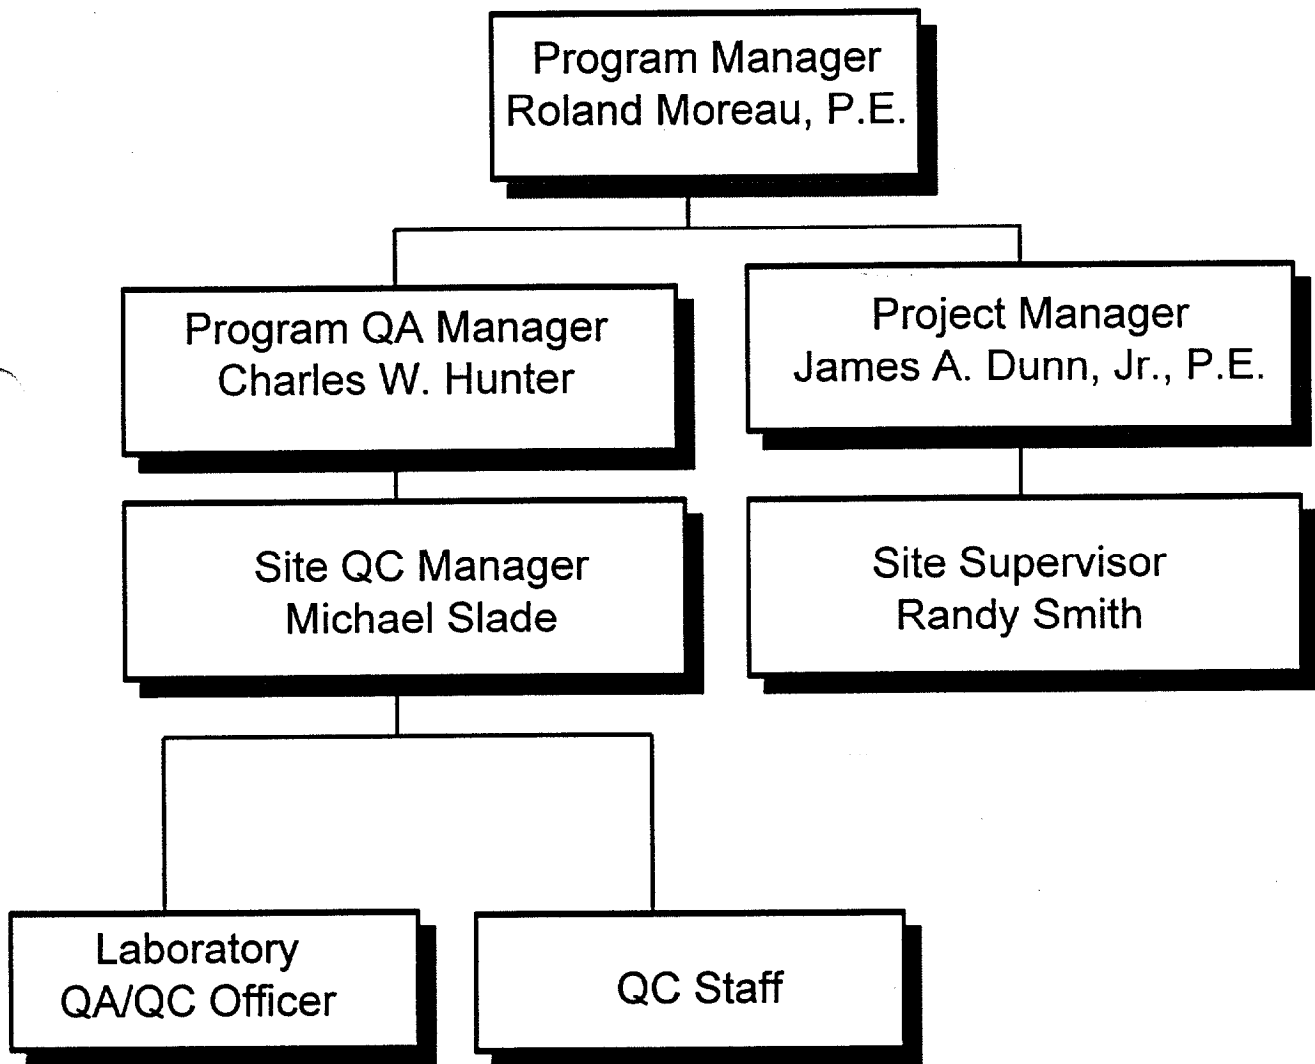 Program Manager
Roland Moreau, P.E.
Program QA Manager
Charles W. Hunter
Project Manager
James A. Dunn, Jr., P.E.
Site QC Manager
Michael Slade
Site Supervisor
Randy Smith
Laboratory
QA/QC Officer
QC Staff